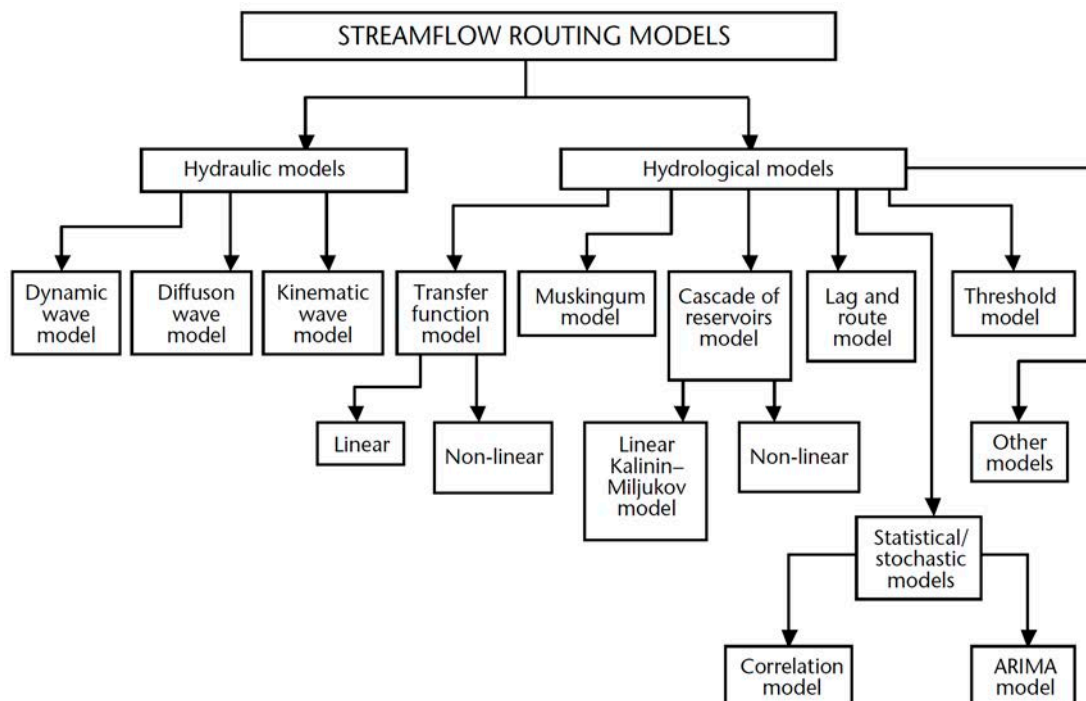 STREAMFLOW ROUTING MODELS
Hydraulic models
Hydrological models
Dynamic
wave
model
Diffuson
wave
model
Kinematic
wave model
Transfer
function
model
Muskingum
model
Cascade of
reservoirs
model
Lag and
route
model
Threshold
model
Linear
Non-linear
Linear
Kalinin–
Miljukov
model
Non-linear
Other
models
Statistical/
stochastic
models
Correlation
model
ARIMA
model